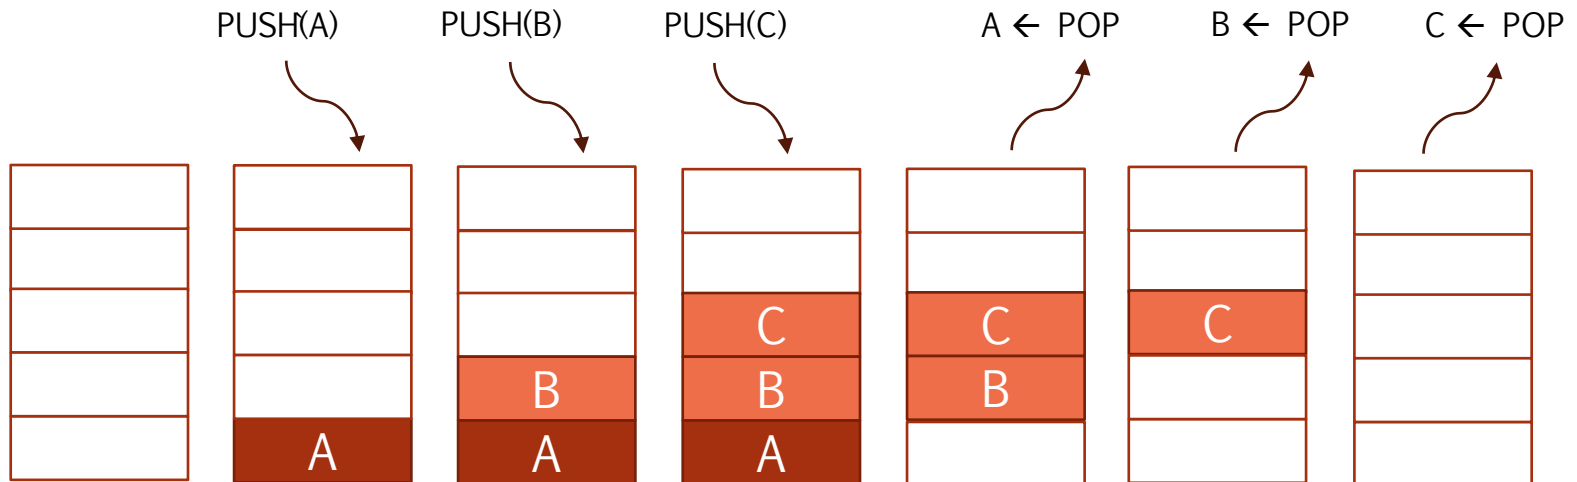 PUSH(A) PUSH(B) PUSH(C) A ← POP B ← POP C ← POP
C C C
B B B
A A A